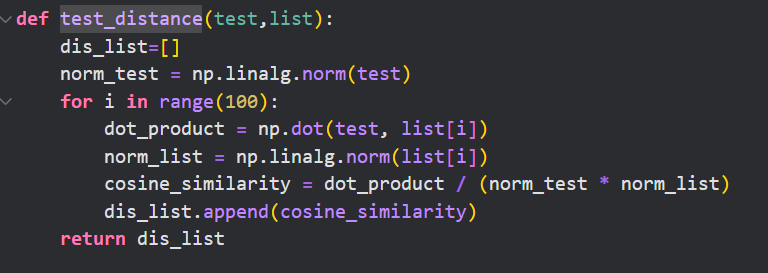 def test_distance(test,list):
    dis_list=[]
    norm_test = np.linalg.norm(test)
    for i in range(100):
        dot_product = np.dot(test, list[i])
        norm_list = np.linalg.norm(list[i])
        cosine_similarity = dot_product / (norm_test * norm_list)
        dis_list.append(cosine_similarity)
    return dis_list